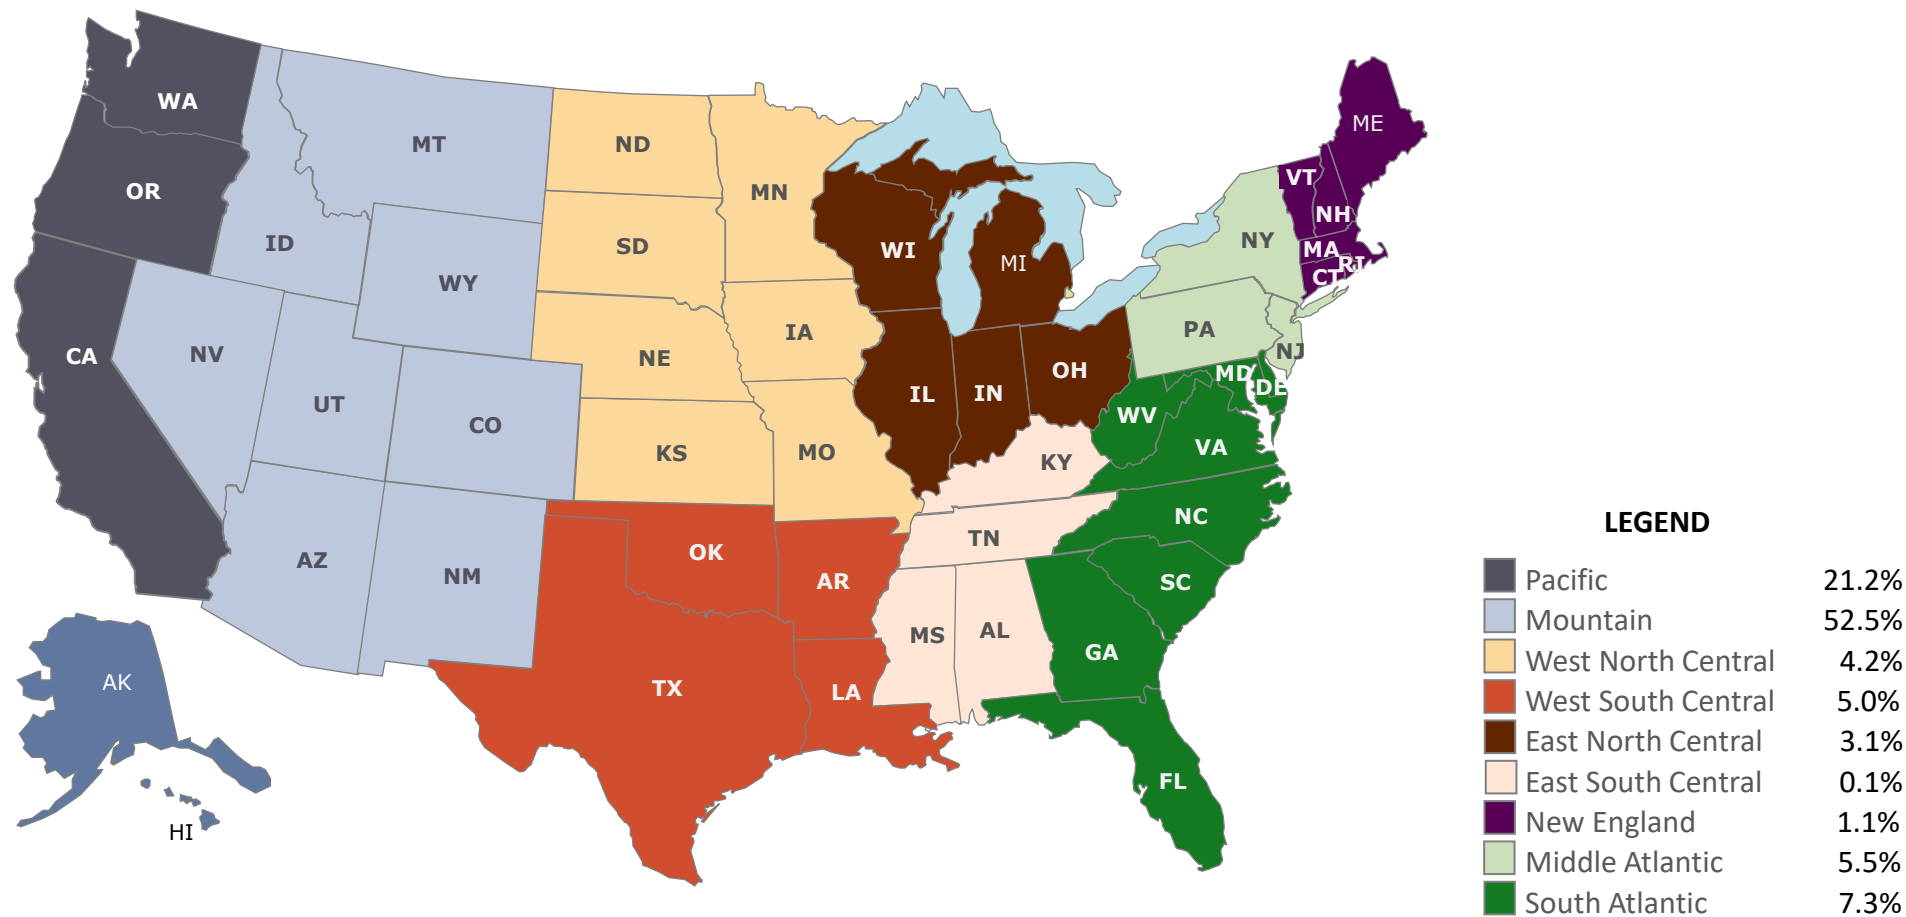 WA
OR
CA
MT
ID
WY
NV
UT
CO
AZ
NM
ND
SD
NE
KS
MN
IA
MO
OK
AR
TX
LA
WI
MI
IL
IN
OH
KY
TN
MS
AL
ME
VT
NH
MA
RI
CT
NY
PA
NJ
MD
DE
WV
VA
NC
SC
GA
FL
AK
HI
LEGEND
Pacific 21.2%
Mountain 52.5%
West North Central 4.2%
West South Central 5.0%
East North Central 3.1%
East South Central 0.1%
New England 1.1%
Middle Atlantic 5.5%
South Atlantic 7.3%